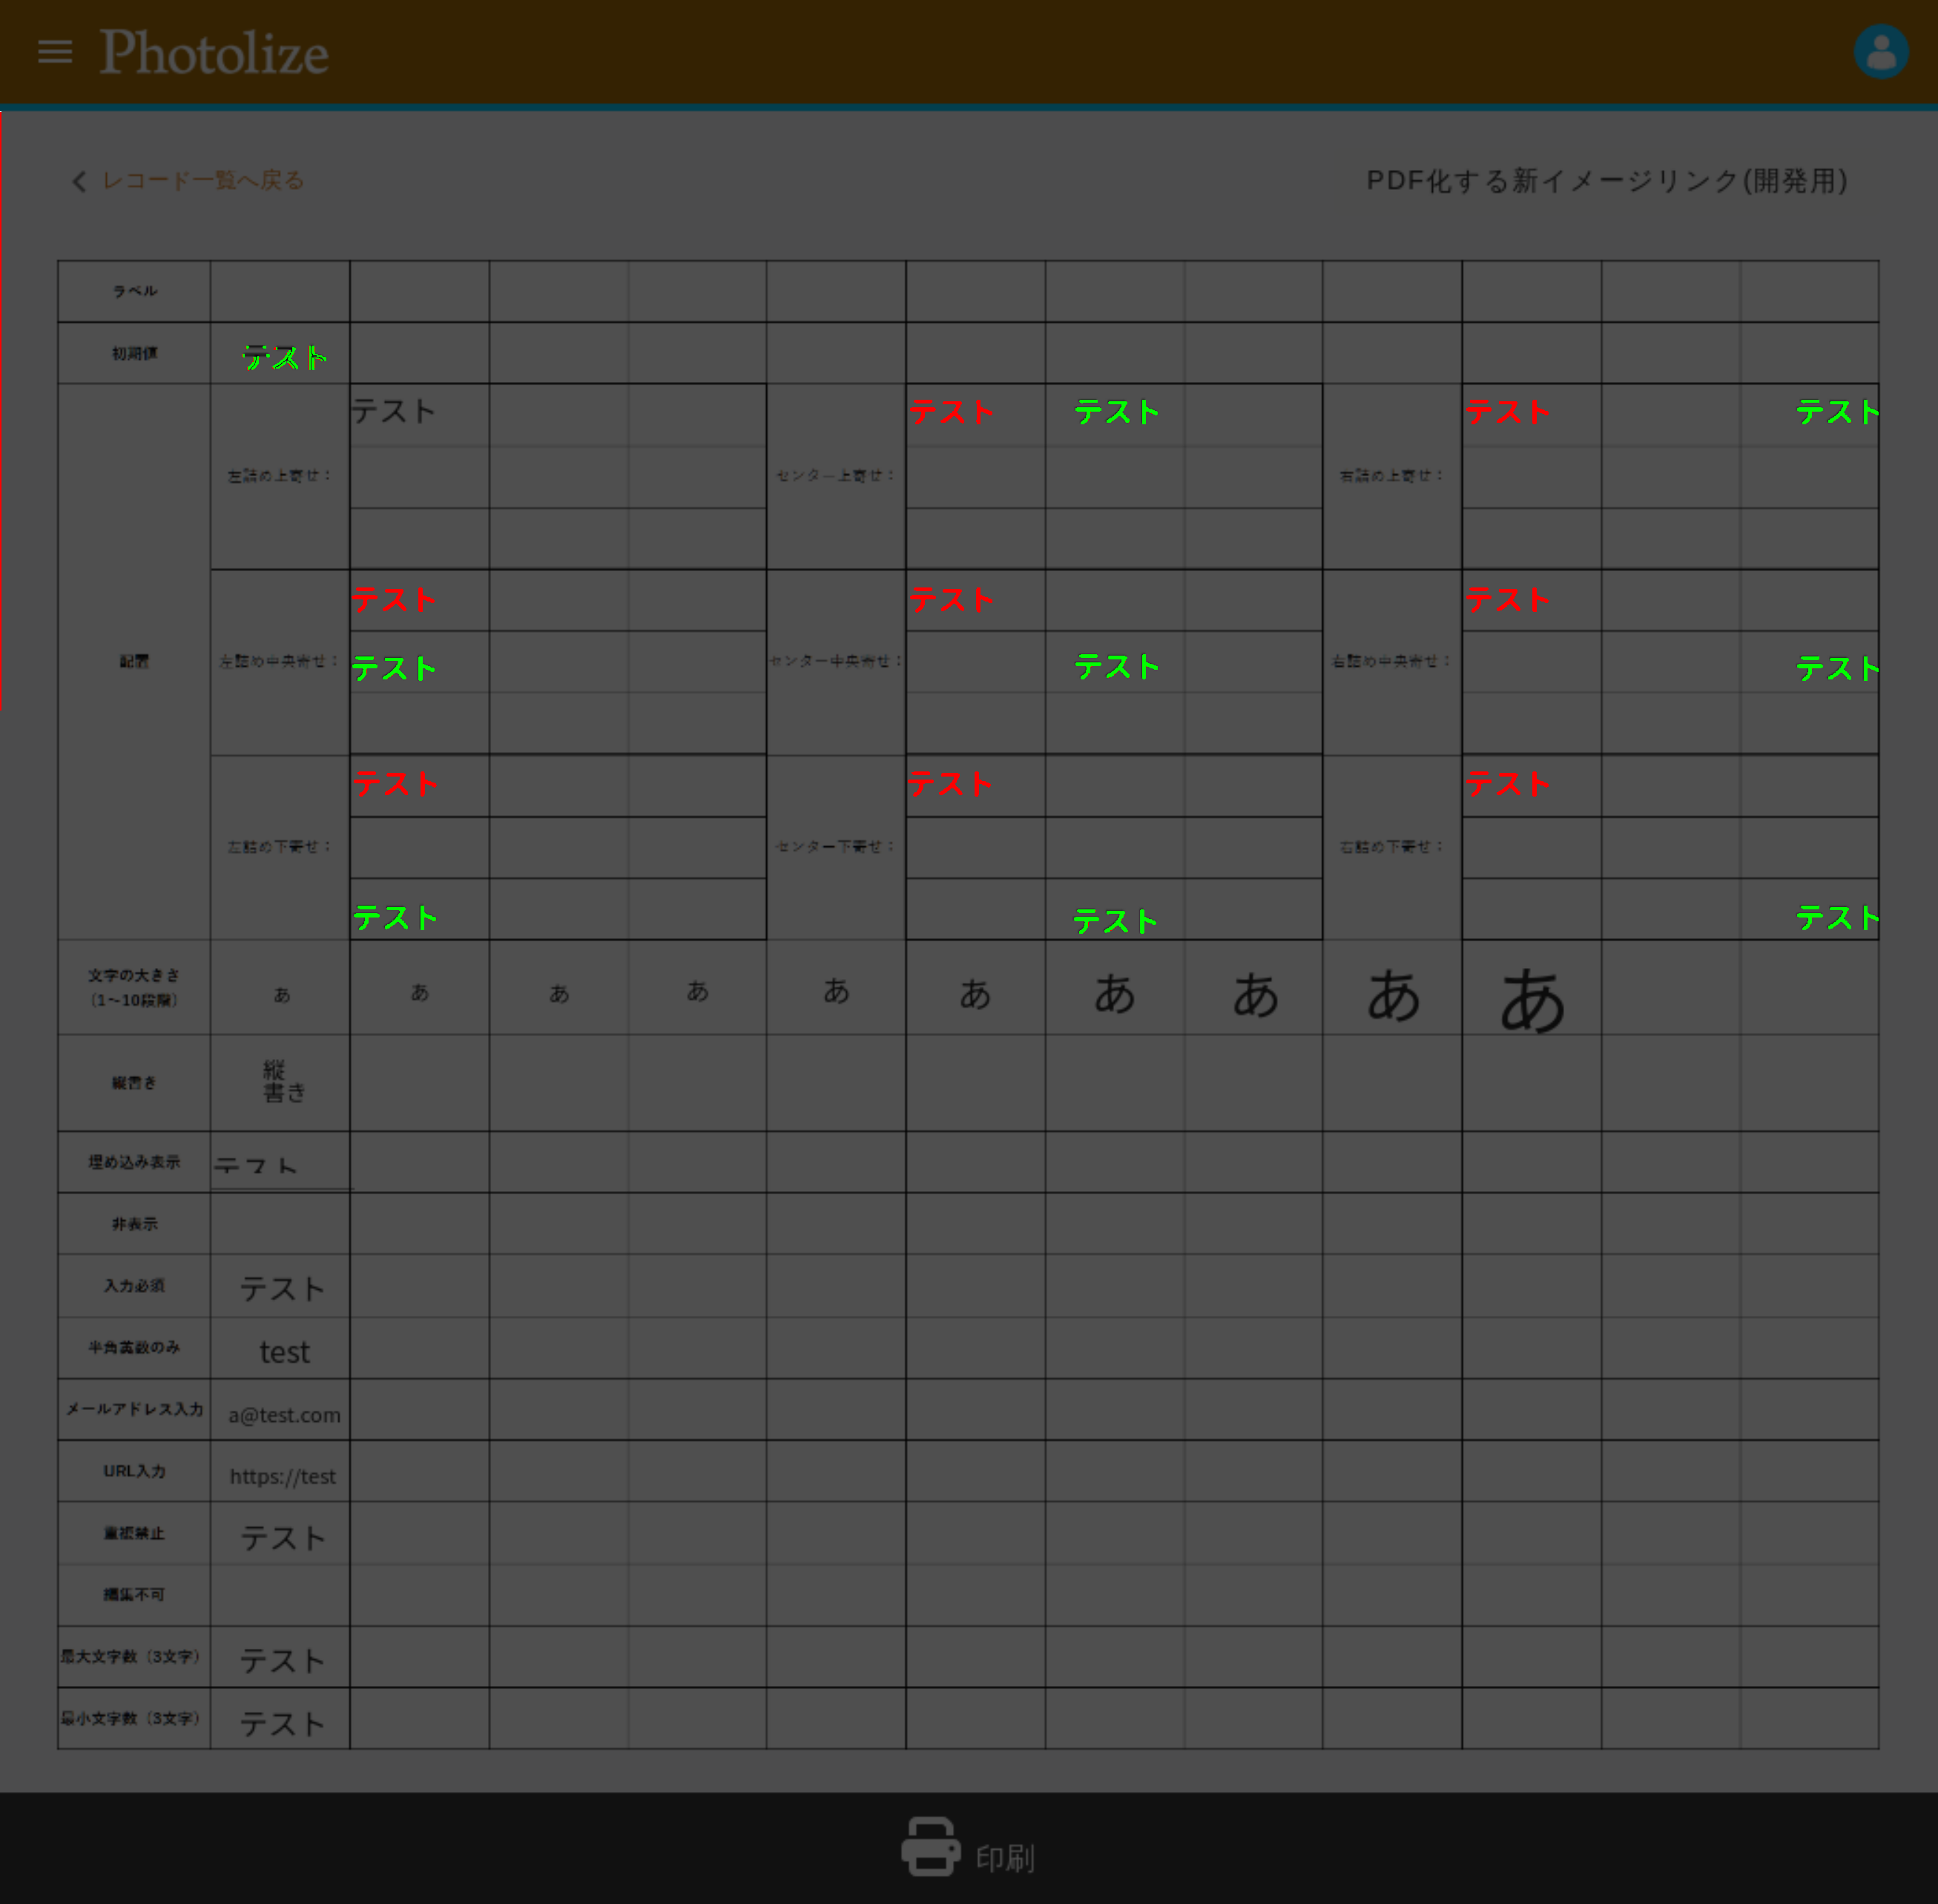 Photolize
レコード一覧へ戻る
PDF化する新イメージリンク(開発用)
ラベル
初期値 テスト
テスト テスト テスト テスト テスト
左詰め上寄せ： センター上寄せ： 右詰め上寄せ：
テスト テスト テスト
配置 左詰め中央寄せ： テスト センター中央寄せ： テスト 右詰め中央寄せ： テスト
テスト テスト テスト
左詰め下寄せ： センター下寄せ： 右詰め下寄せ：
テスト テスト テスト
文字の大きさ
(1〜10段階) あ あ あ あ あ あ あ あ あ あ
縦書き 縦
書き
埋め込み表示 テスト
非表示
入力必須 テスト
半角英数のみ test
メールアドレス入力 a@test.com
URL入力 https://test
重複禁止 テスト
編集不可
最大文字数（3文字） テスト
最小文字数（3文字） テスト
印刷